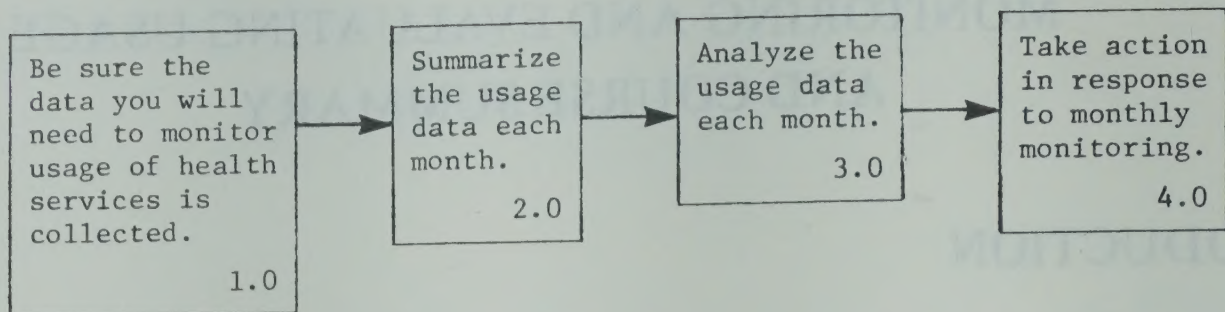 Be sure the
data you will
need to monitor
usage of health
services is
collected.
1.0
Summarize
the usage
data each
month.
2.0
Analyze the
usage data
each month.
3.0
Take action
in response
to monthly
monitoring.
4.0